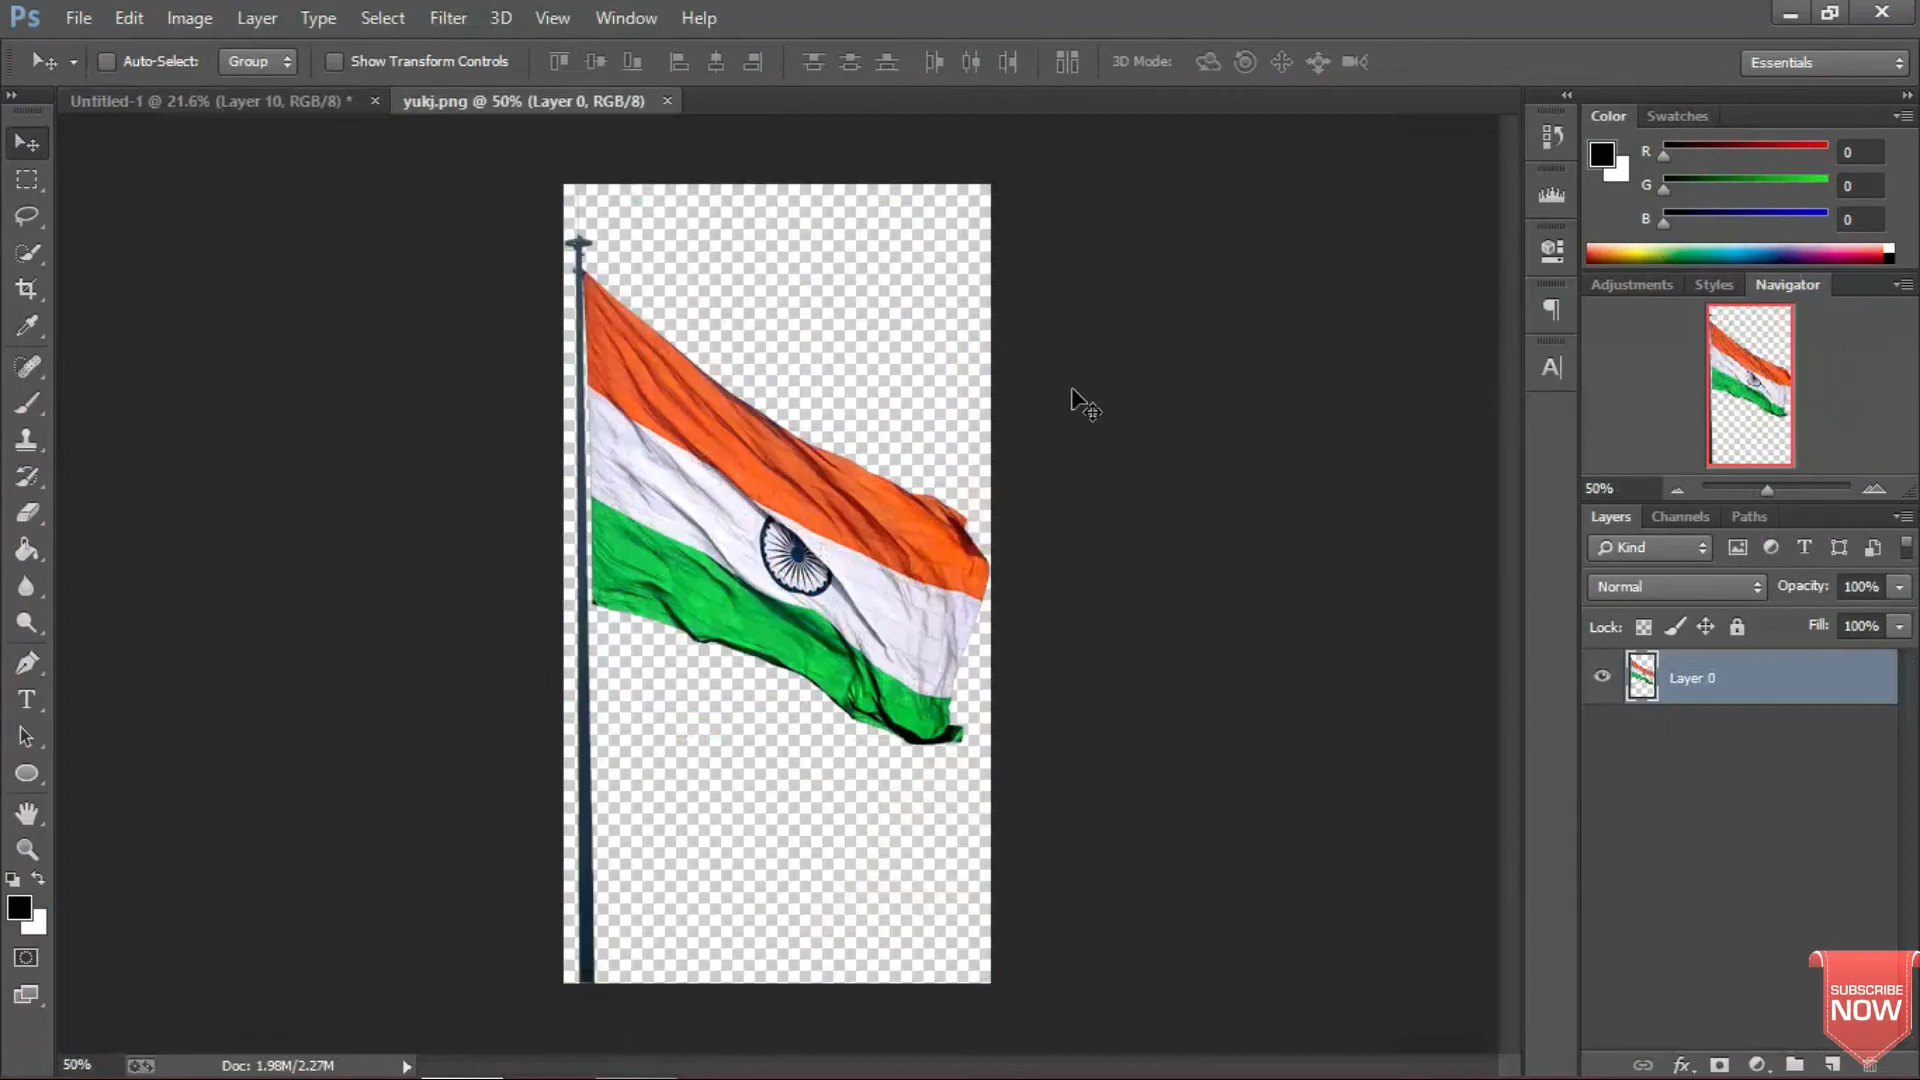 Ps File Edit Image Layer Type Select Filter 3D View Window Help
Auto-Select: Group Show Transform Controls 3D Mode: Essentials
Untitled-1 @ 21.6% (Layer 10, RGB/8) * × yukj.png @ 50% (Layer 0, RGB/8) ×
Color Swatches
R 0
G 0
B 0
Adjustments Styles Navigator
50%
Layers Channels Paths
Kind
Normal Opacity: 100%
Lock: Fill: 100%
Layer 0
SUBSCRIBE
NOW
50% Doc: 1.98M/2.27M
fx